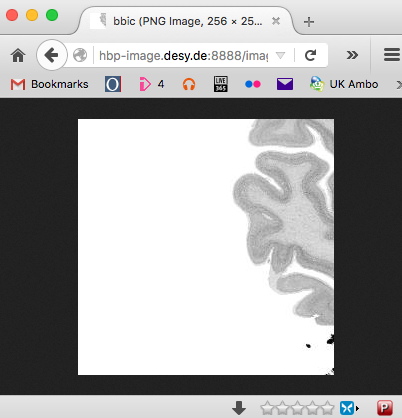 bbic (PNG Image, 256 × 25...
hbp-image.desy.de:8888/imag
Bookmarks
4
LIVE
365
UK Ambo